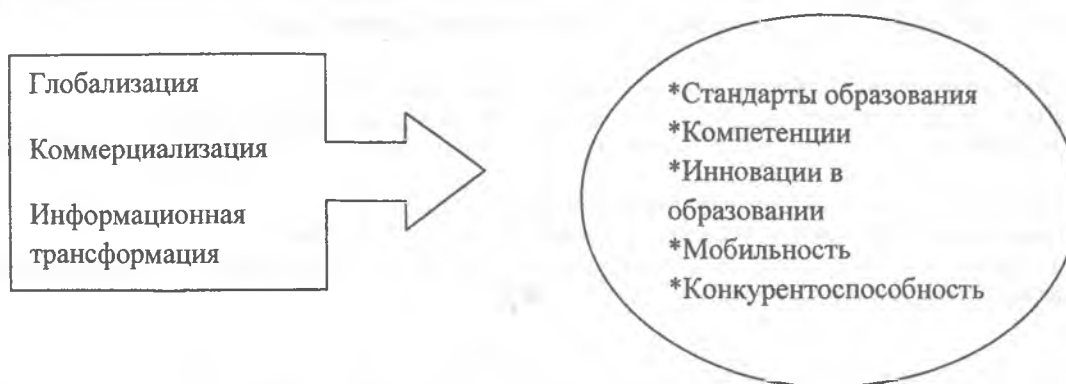 Глобализация
Коммерциализация
Информационная
трансформация
*Стандарты образования
*Компетенции
*Инновации в
образовании
*Мобильность
*Конкурентоспособность